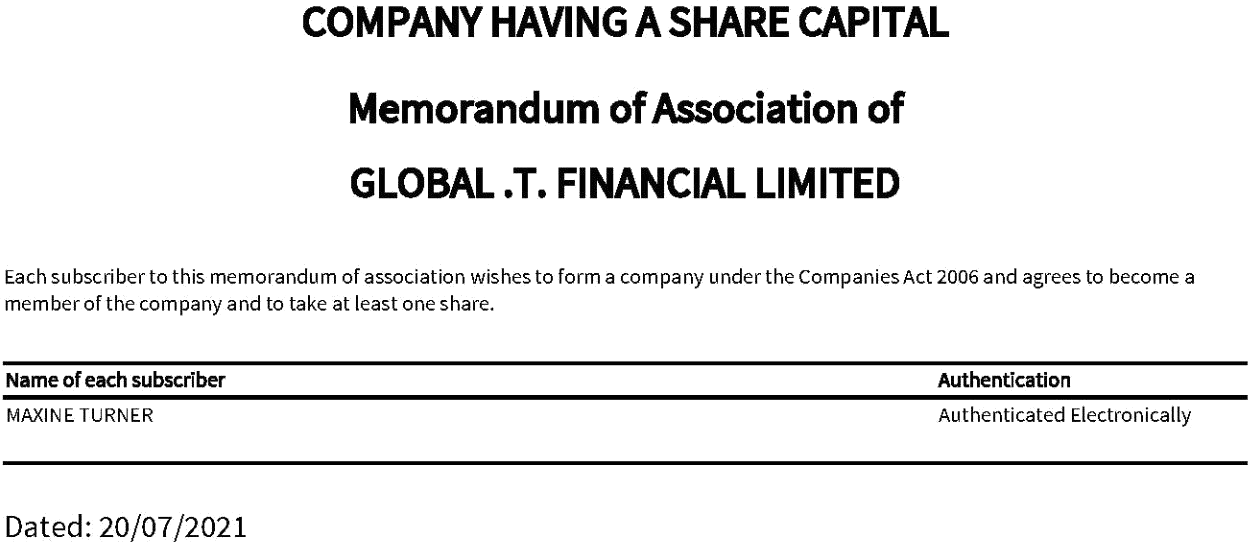 COMPANY HAVING A SHARE CAPITAL
Memorandum of Association of
GLOBAL .T. FINANCIAL LIMITED
Each subscriber to this memorandum of association wishes to form a company under the Companies Act 2006 and agrees to become a
member of the company and to take at least one share.
Name of each subscriber Authentication
MAXINE TURNER Authenticated Electronically
Dated: 20/07/2021